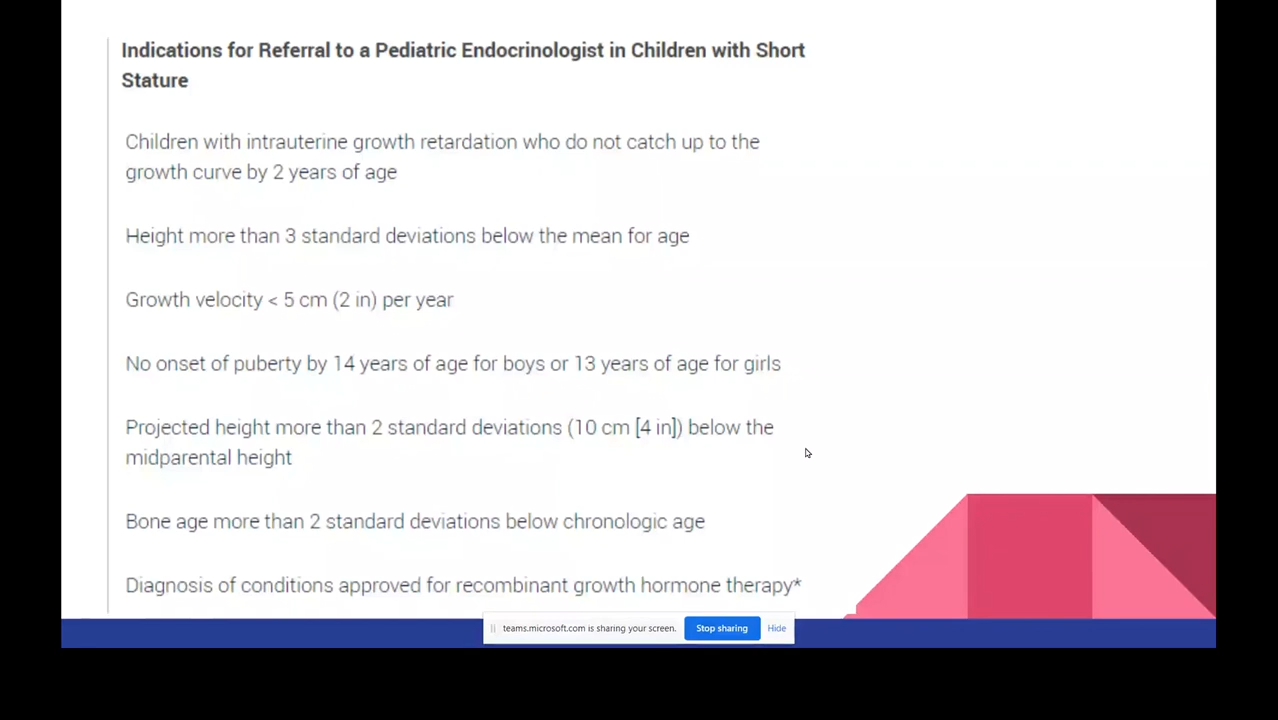 Indications for Referral to a Pediatric Endocrinologist in Children with Short
Stature
Children with intrauterine growth retardation who do not catch up to the
growth curve by 2 years of age
Height more than 3 standard deviations below the mean for age
Growth velocity < 5 cm (2 in) per year
No onset of puberty by 14 years of age for boys or 13 years of age for girls
Projected height more than 2 standard deviations (10 cm [4 in]) below the
midparental height
Bone age more than 2 standard deviations below chronologic age
Diagnosis of conditions approved for recombinant growth hormone therapy*
teams.microsoft.com is sharing your screen. Stop sharing Hide